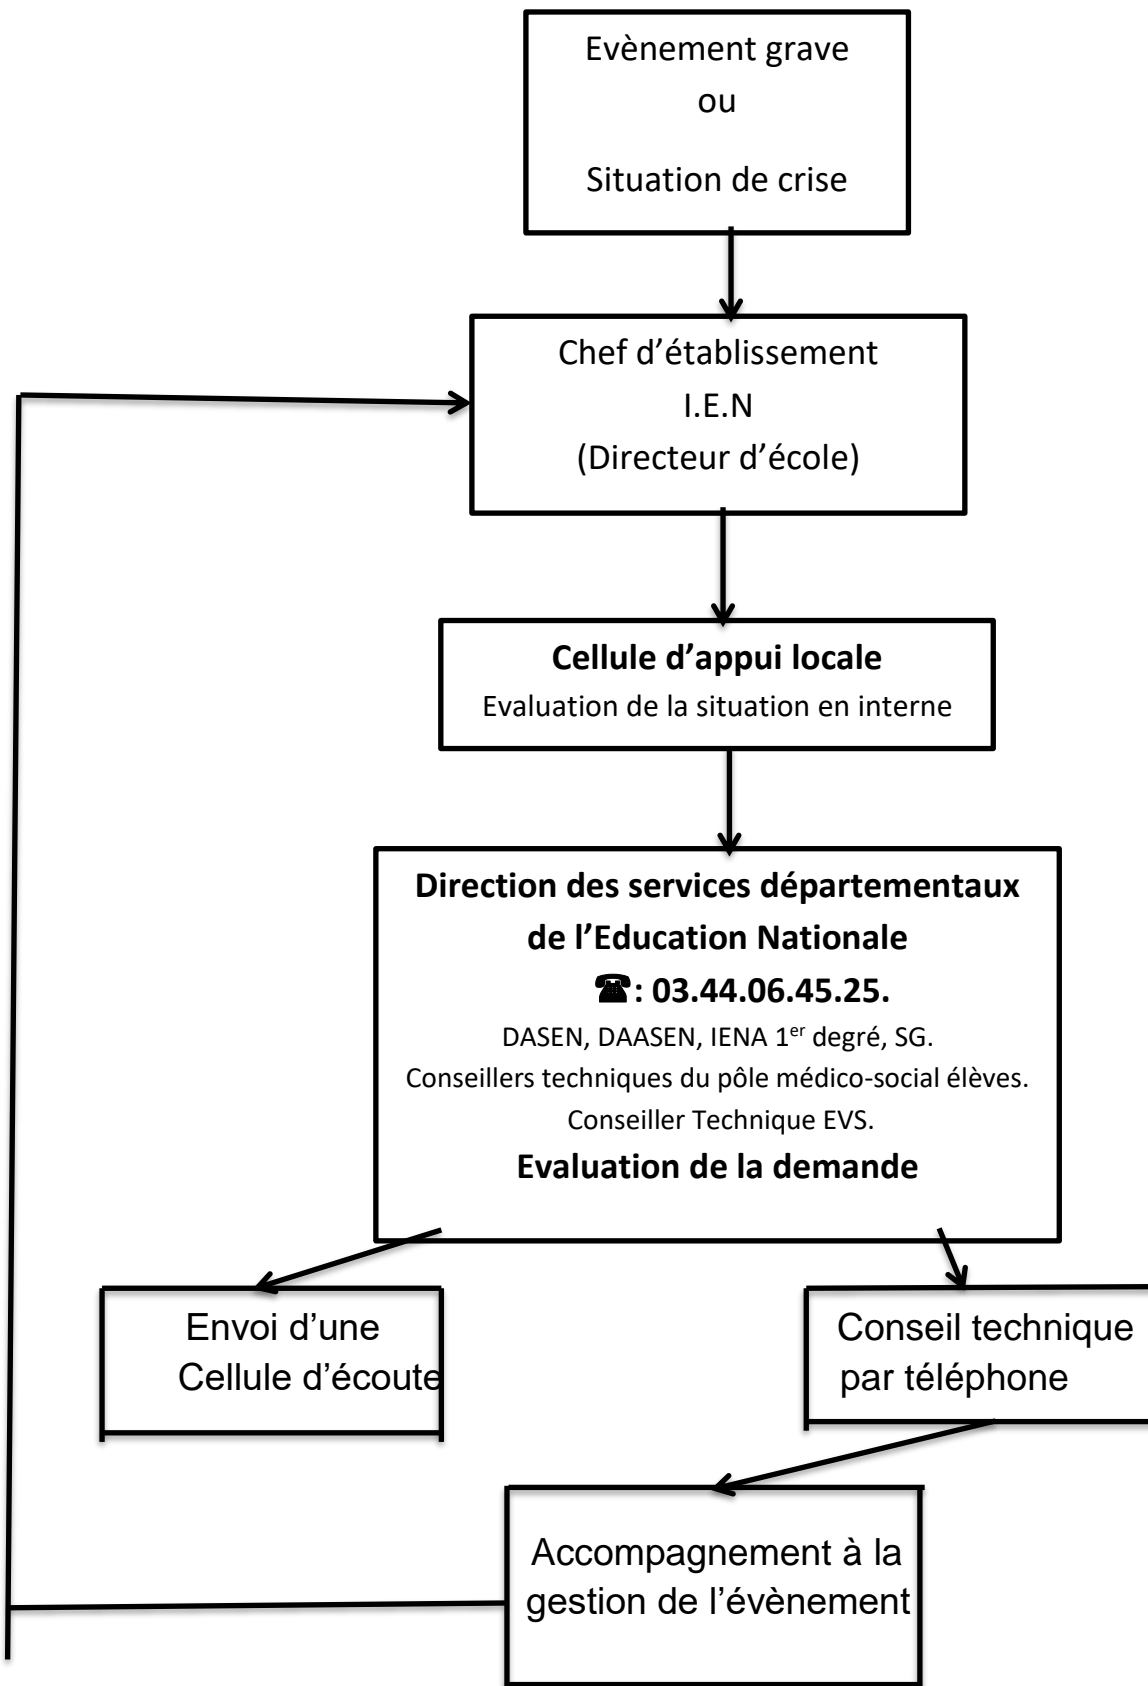 Evènement grave
ou
Situation de crise
Chef d’établissement
I.E.N
(Directeur d’école)
Cellule d’appui locale
Evaluation de la situation en interne
Direction des services départementaux
de l’Education Nationale
☎: 03.44.06.45.25.
DASEN, DAASEN, IENA 1er degré, SG.
Conseillers techniques du pôle médico-social élèves.
Conseiller Technique EVS.
Evaluation de la demande
Envoi d’une
Cellule d’écoute
Conseil technique
par téléphone
Accompagnement à la
gestion de l’évènement